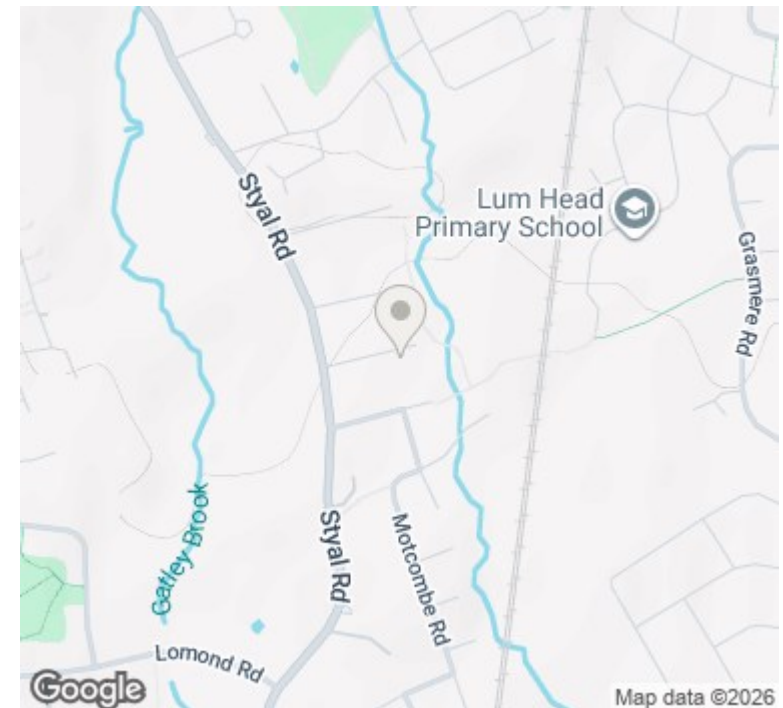 Styal Rd
Lum Head
Primary School
Grasmere Rd
Gatley Brook
Styal Rd
Motcombe Rd
Lomond Rd
Google
Map data ©2026